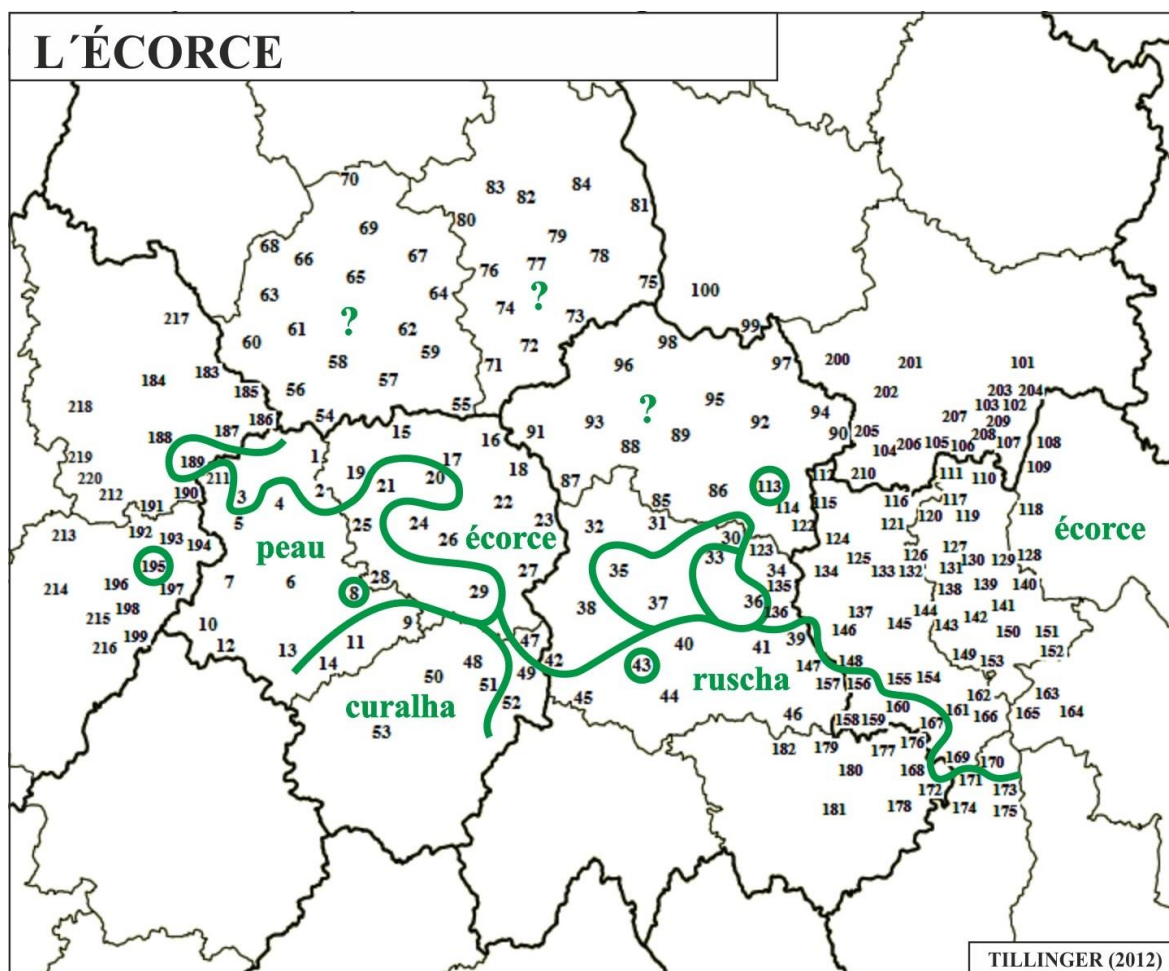 L´ÉCORCE
70
83 82 84
80 81
69
68 66 67
79
76 77 78
65
63 64 75
74 ? 73 100
217
61 ? 62 99
60 59 72 98
58 71 96 97 200 201 101
184 183 57
185 56 202 203 204
218 55 95 103 102
186 54 93 92 94 207 209
187 15 91 89 ? 90 205 208
188 16 88 104 206 105 106 107 108
219 1 17 109
189 19 20 18 87 86 113 112 210 111 110
220 211 21
212 190 3 4 2 22 85 114 115 116 117 118
191 5 25 24 23 32 31 122 121 120 119
213 192 193 194 26 écorce 30 124 écorce
peau 123 127
195 28 27 35 33 34 125 126 130 129 128
214 196 197 7 6 8 29 135 134 133 132 131 139 140
198 38 37 36 136 138
215 10 9 137 144 142 141
216 199 12 13 11 47 40 41 39 146 145 143 150 151
14 48 42 43 147 148 149 153 152
50 49 ruscha 157 156 155 154
51 45 44 162 163
curalha 52 160 161 166 165 164
53 46 158 159 167
182 179 177 176
180 168 169 170
172 171 173
181 178 174 175
TILLINGER (2012)